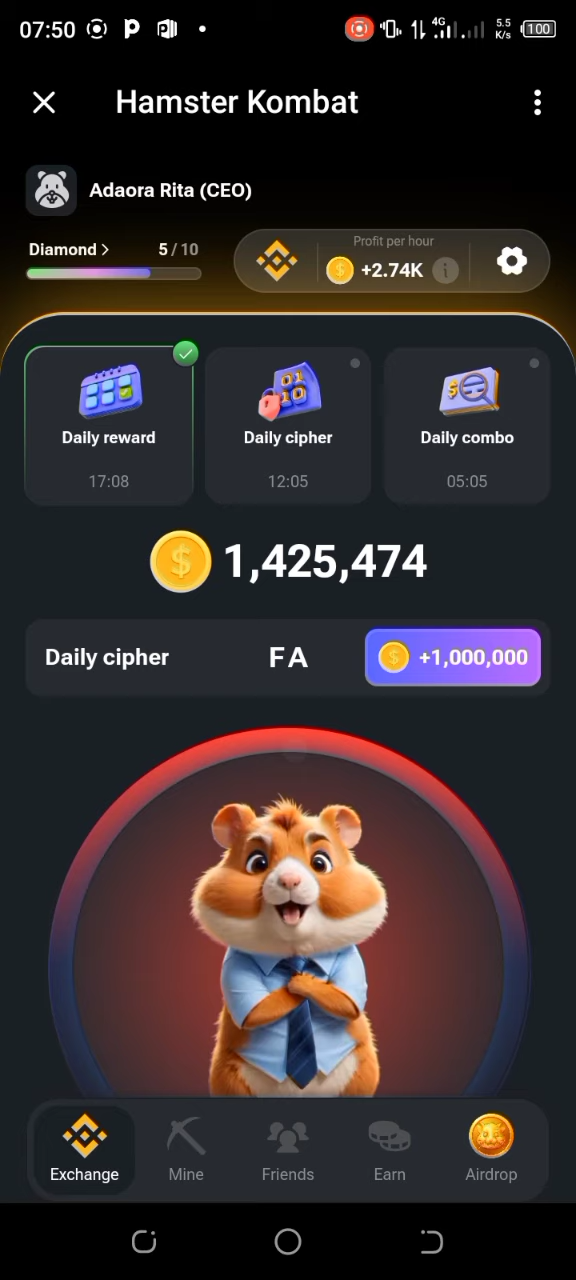 07:50 4G 5.5 K/s 100
Hamster Kombat
Adaora Rita (CEO)
Diamond > 5 / 10
Profit per hour
+2.74K
Daily reward Daily cipher Daily combo
17:08 12:05 05:05
1,425,474
Daily cipher FA +1,000,000
Exchange Mine Friends Earn Airdrop